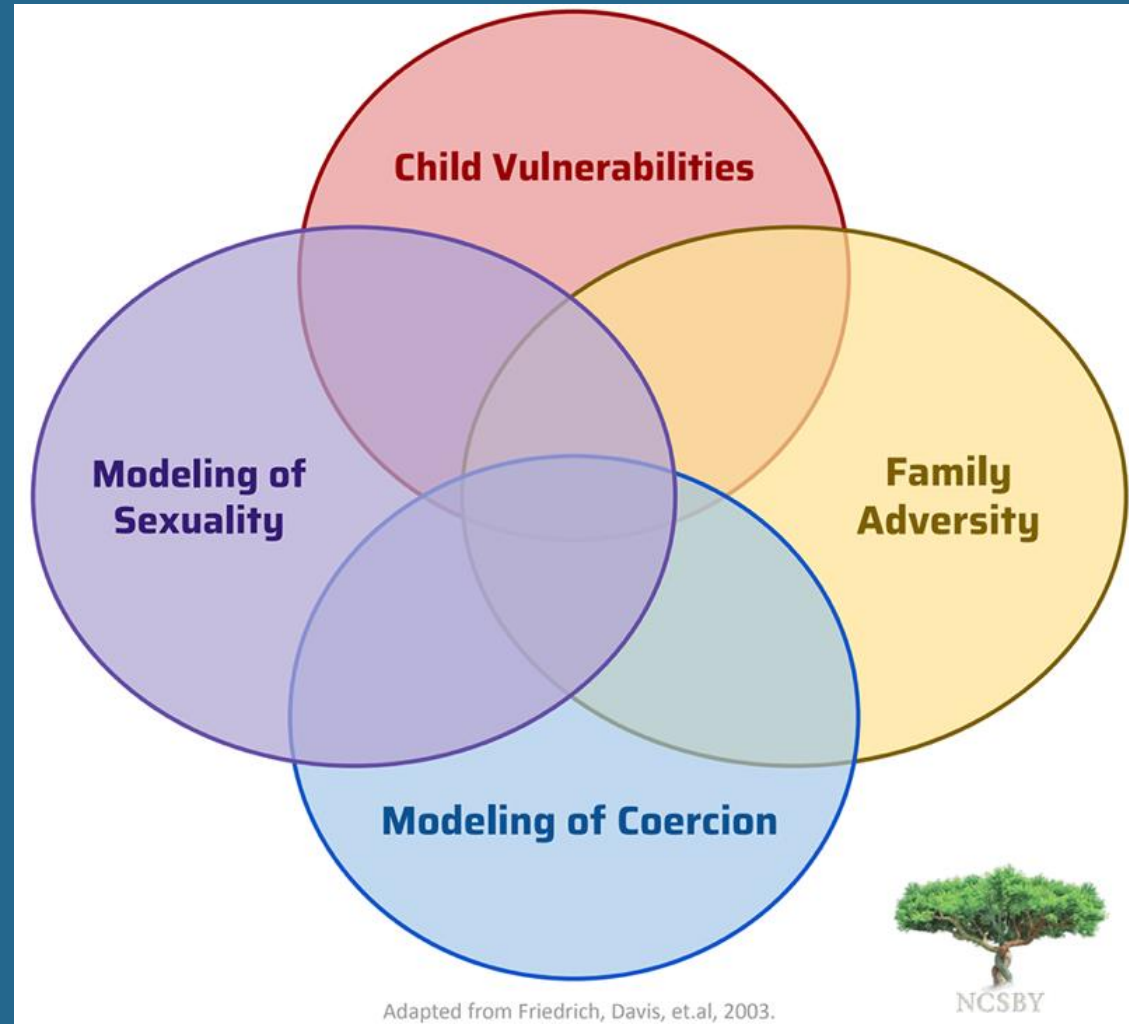 Child Vulnerabilities
Modeling of
Sexuality
Family
Adversity
Modeling of Coercion
NCSBY
Adapted from Friedrich, Davis, et.al, 2003.